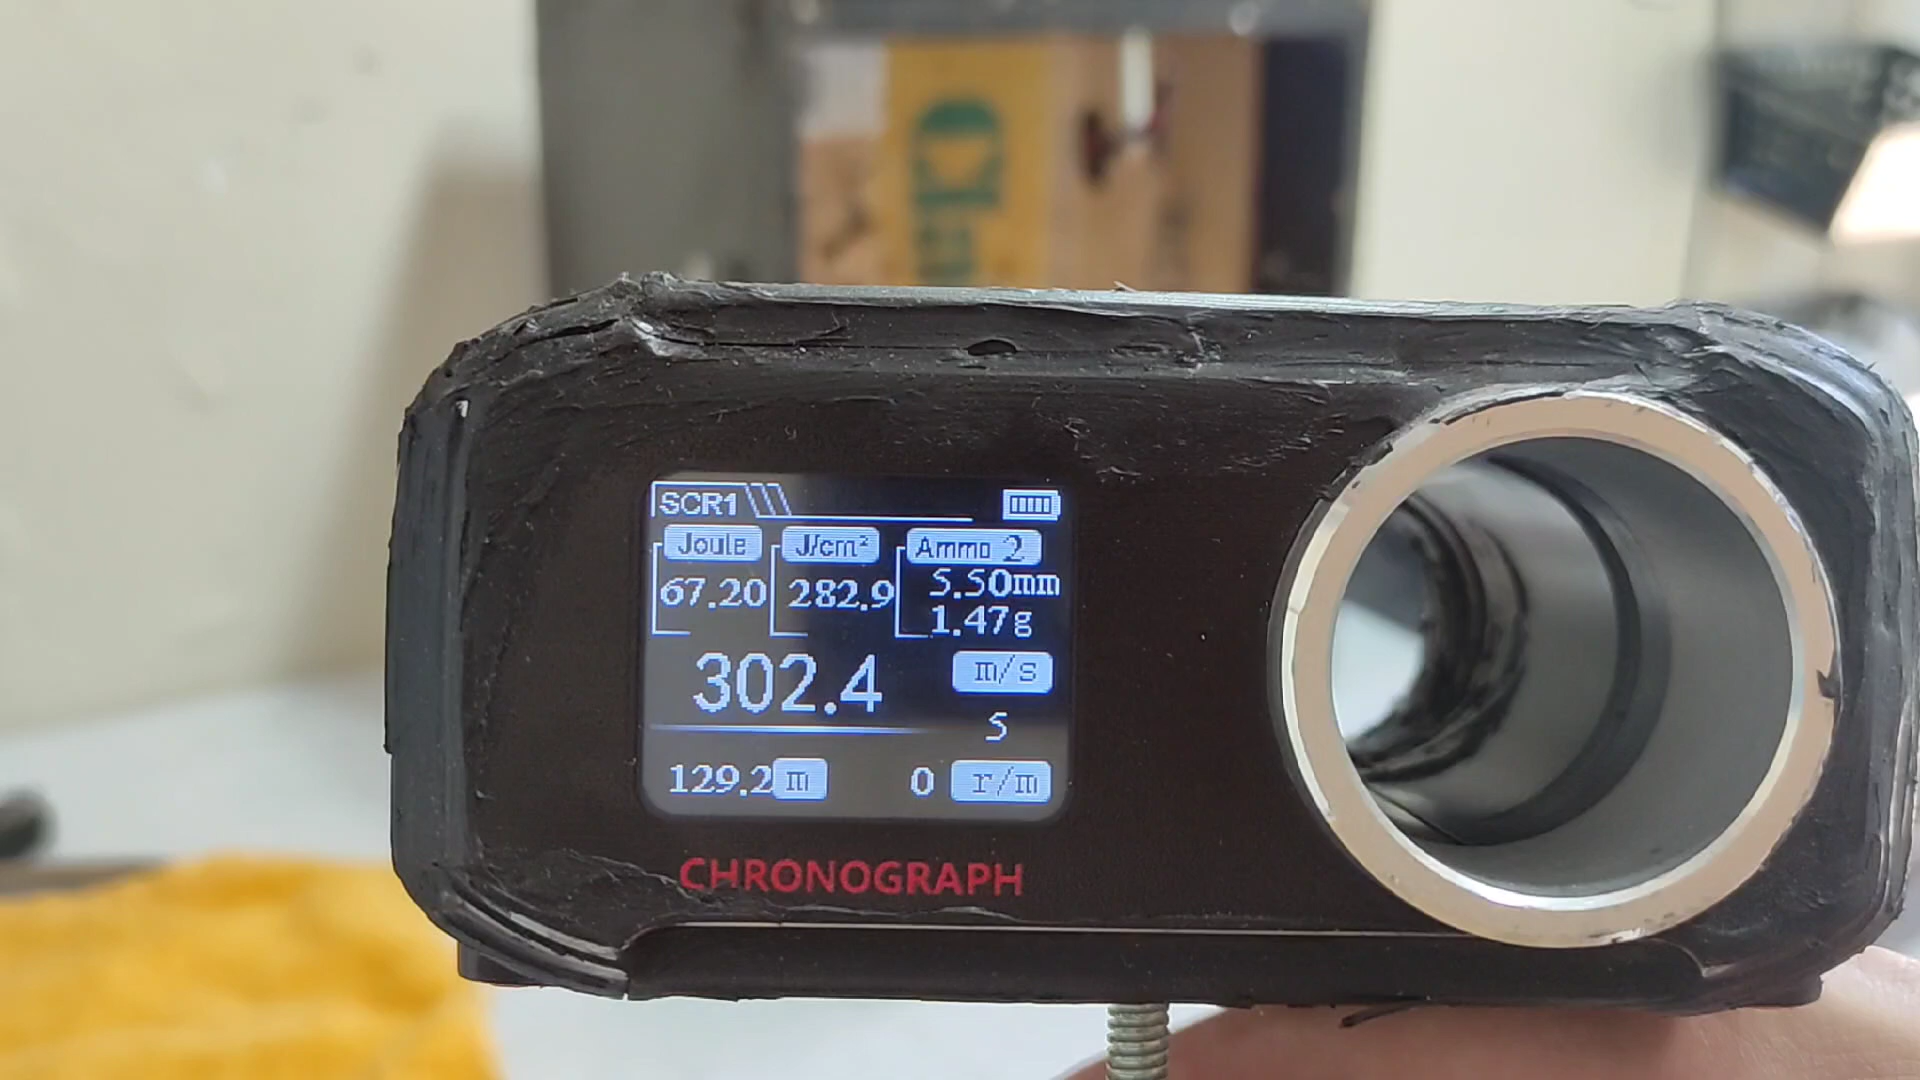 SCR1
Joule J/cm² Ammo 2
67.20 282.9 5.50mm
1.47g
302.4 m/s
5
129.2 m 0 r/m
CHRONOGRAPH